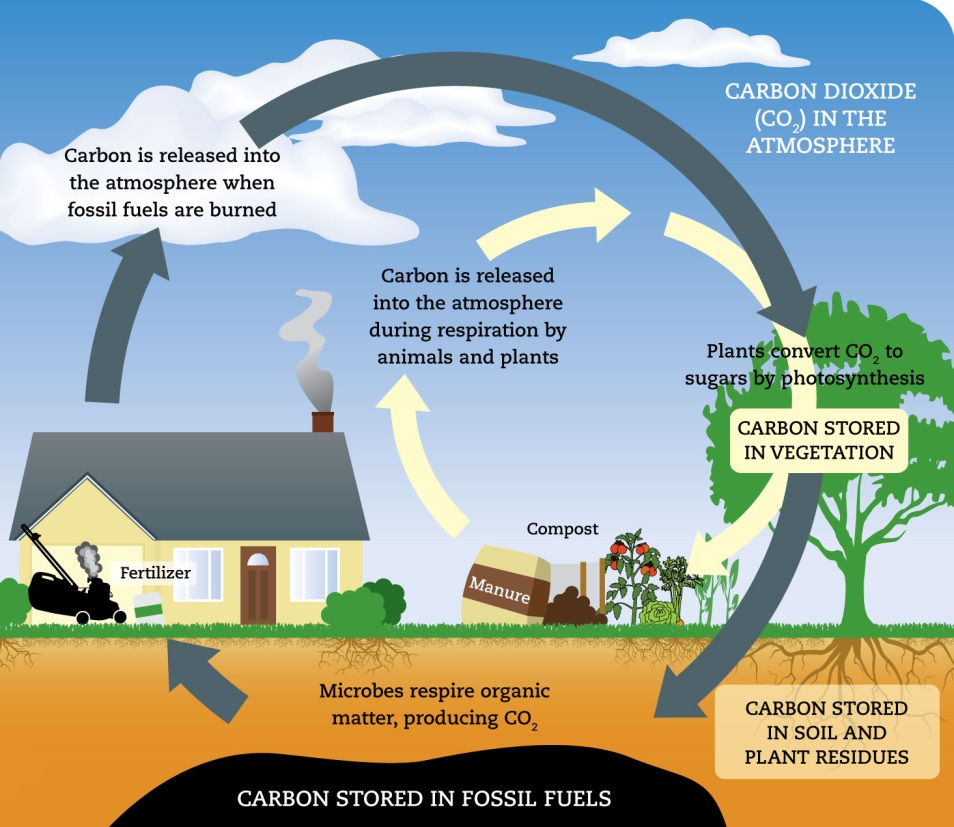 CARBON DIOXIDE
(CO₂) IN THE
ATMOSPHERE
Carbon is released into
the atmosphere when
fossil fuels are burned
Carbon is released
into the atmosphere
during respiration by
animals and plants
Plants convert CO₂ to
sugars by photosynthesis
CARBON STORED
IN VEGETATION
Compost
Fertilizer
Manure
Microbes respire organic
matter, producing CO₂
CARBON STORED
IN SOIL AND
PLANT RESIDUES
CARBON STORED IN FOSSIL FUELS